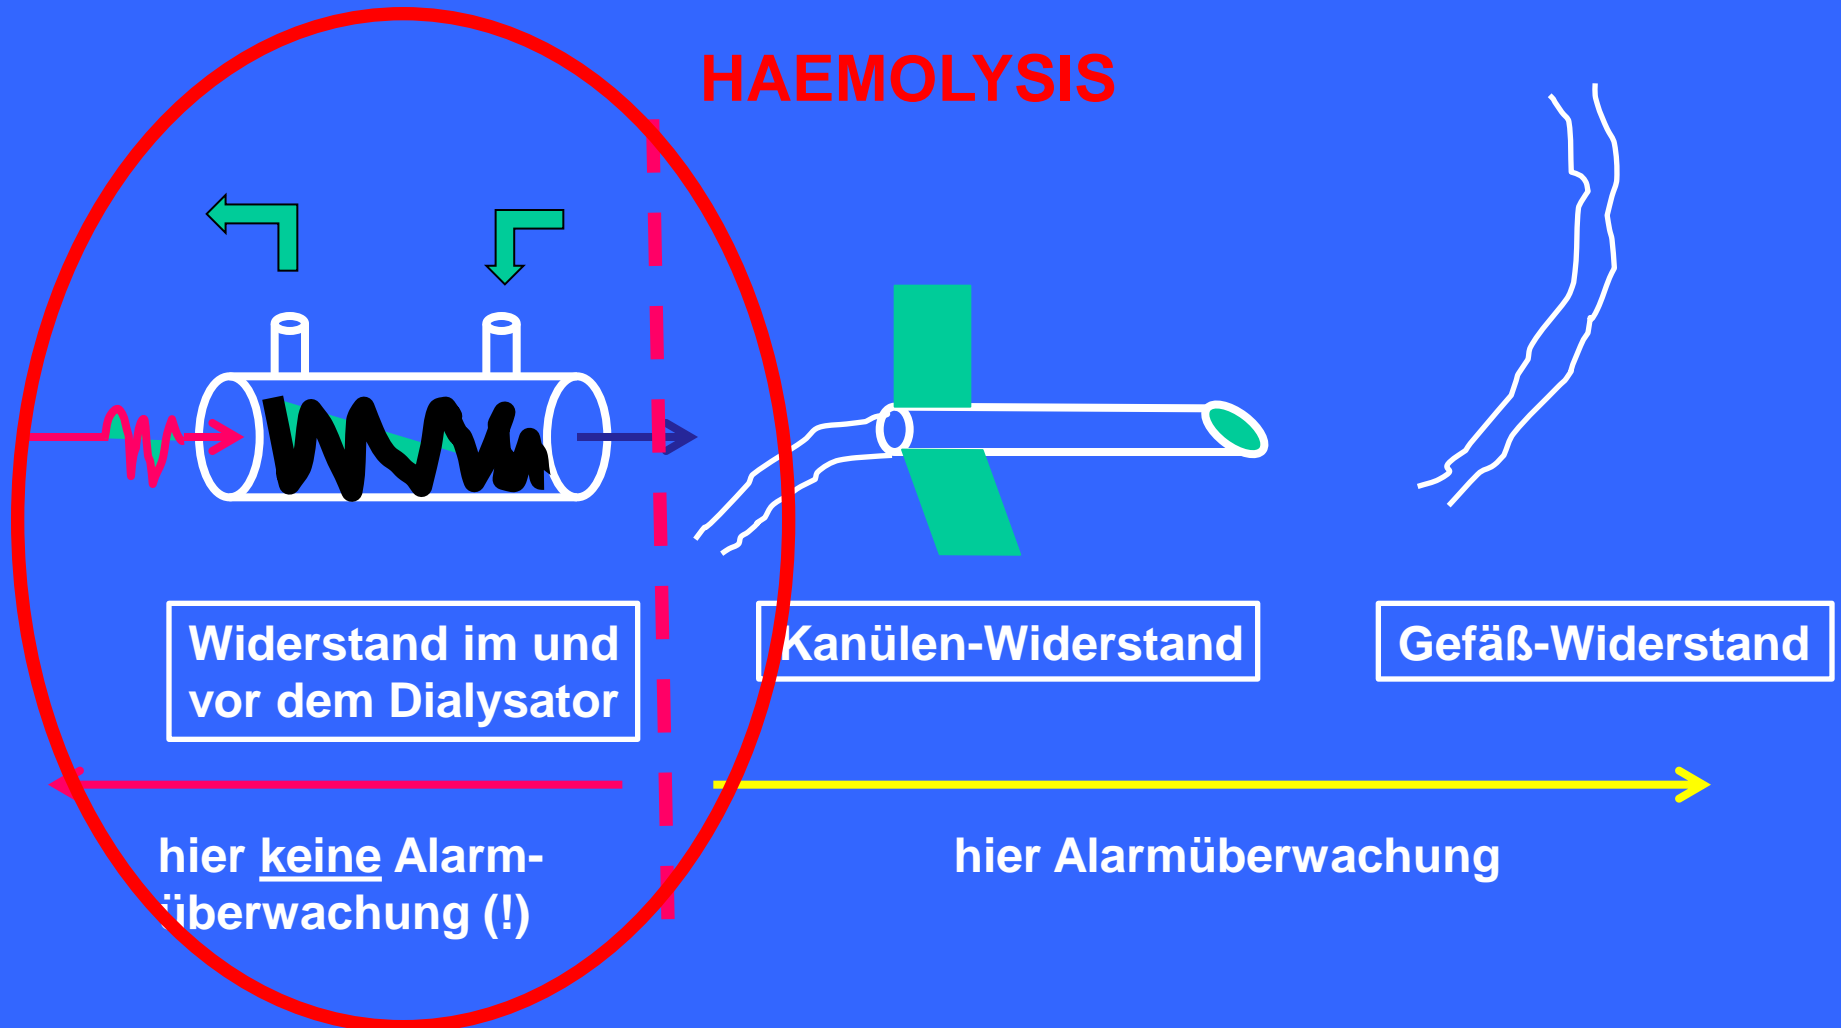 HAEMOLYSIS
Widerstand im und
vor dem Dialysator
Kanülen-Widerstand
Gefäß-Widerstand
hier keine Alarm-
überwachung (!)
hier Alarmüberwachung